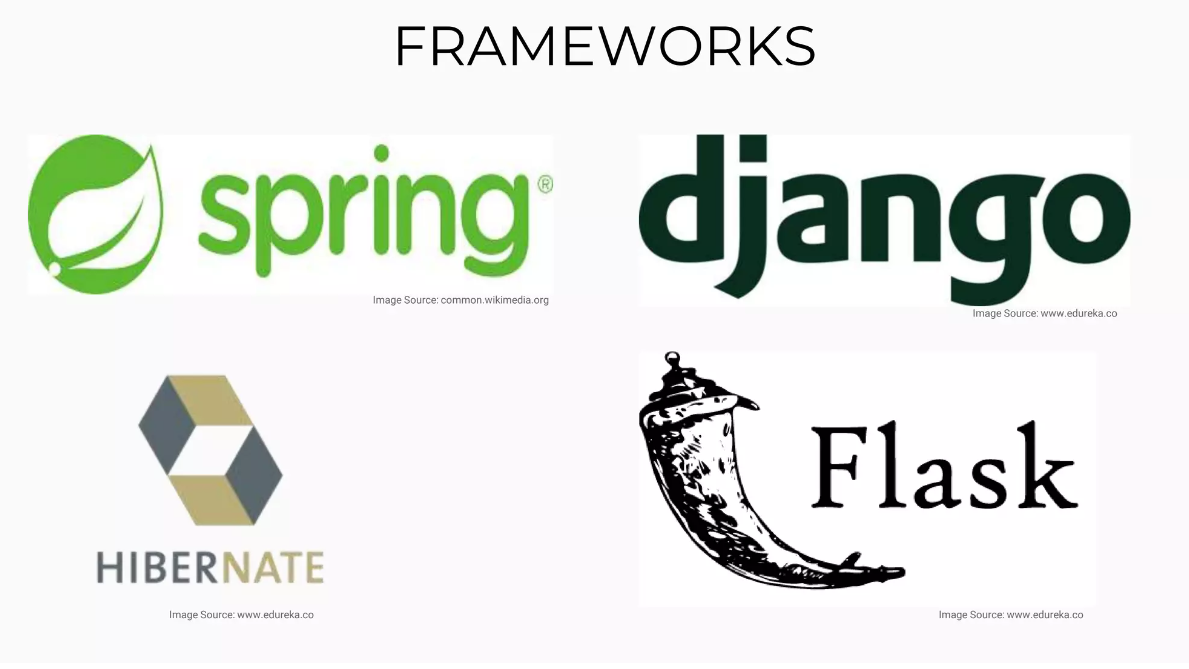 FRAMEWORKS
spring®
Image Source: common.wikimedia.org
django
Image Source: www.edureka.co
HIBERNATE
Image Source: www.edureka.co
Flask
Image Source: www.edureka.co